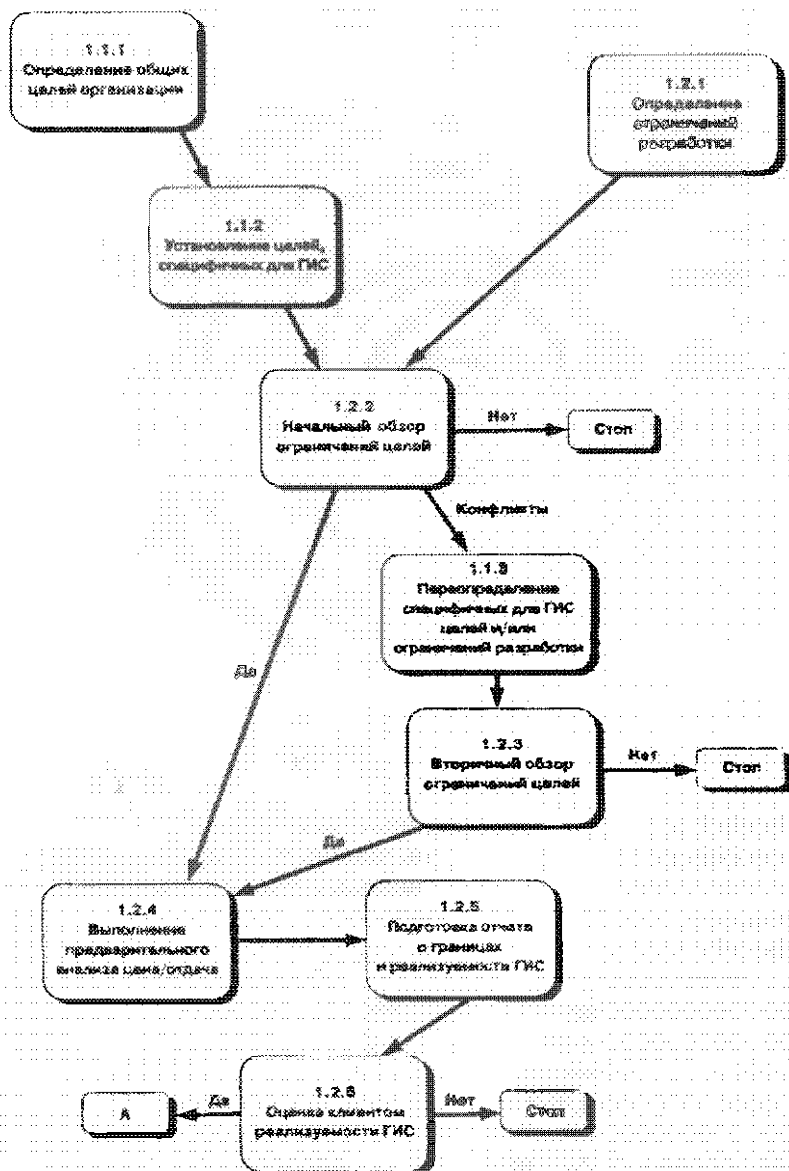 1.1.1
Определение общих
целей организации
1.2.1
Определение
ограничений
разработки
1.1.2
Установление целей,
специфичных для ГИС
1.2.2
Начальный обзор
ограничений целей
Нет
Стоп
Конфликты
1.1.3
Переопределение
специфичных для ГИС
целей и/или
ограничений разработки
Да
1.2.3
Вторичный обзор
ограничений целей
Нет
Стоп
Да
1.2.4
Выполнение
предварительного
анализа цена/отдача
1.2.5
Подготовка отчета
о границах
и реализуемости ГИС
1.2.6
Оценка клиентом
реализуемости ГИС
Да
А
Нет
Стоп